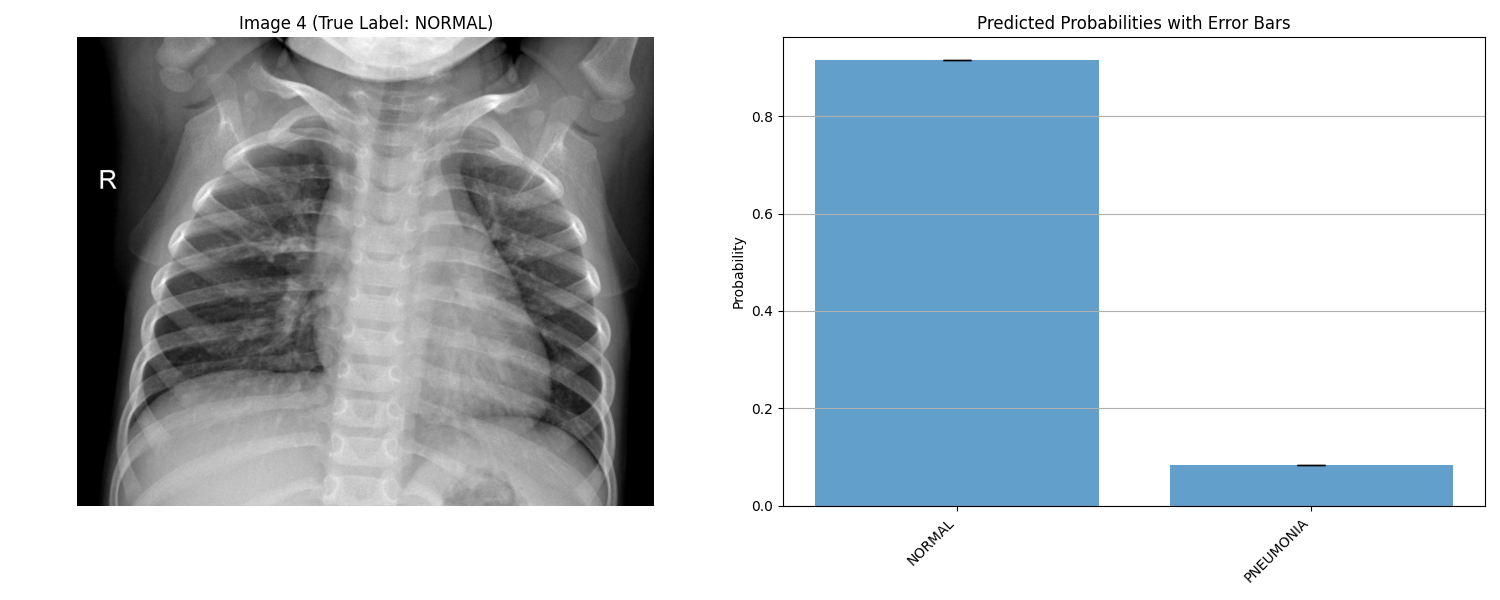 Image 4 (True Label: NORMAL)
R
Predicted Probabilities with Error Bars
Probability
0.8
0.6
0.4
0.2
0.0
NORMAL
PNEUMONIA